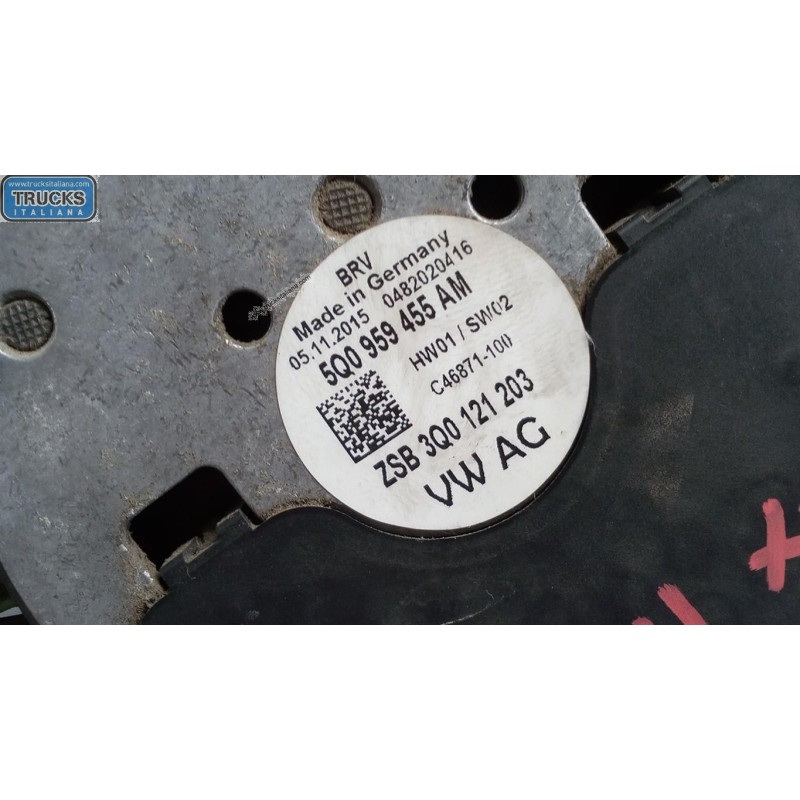 www.trucksitaliana.com
TRUCKS
ITALIANA
BRV
Made in Germany
05.11.2015 0482020416
5Q0 959 455 AM
HW01 / SW02
C46871-100
ZSB 3Q0 121 203
VW AG